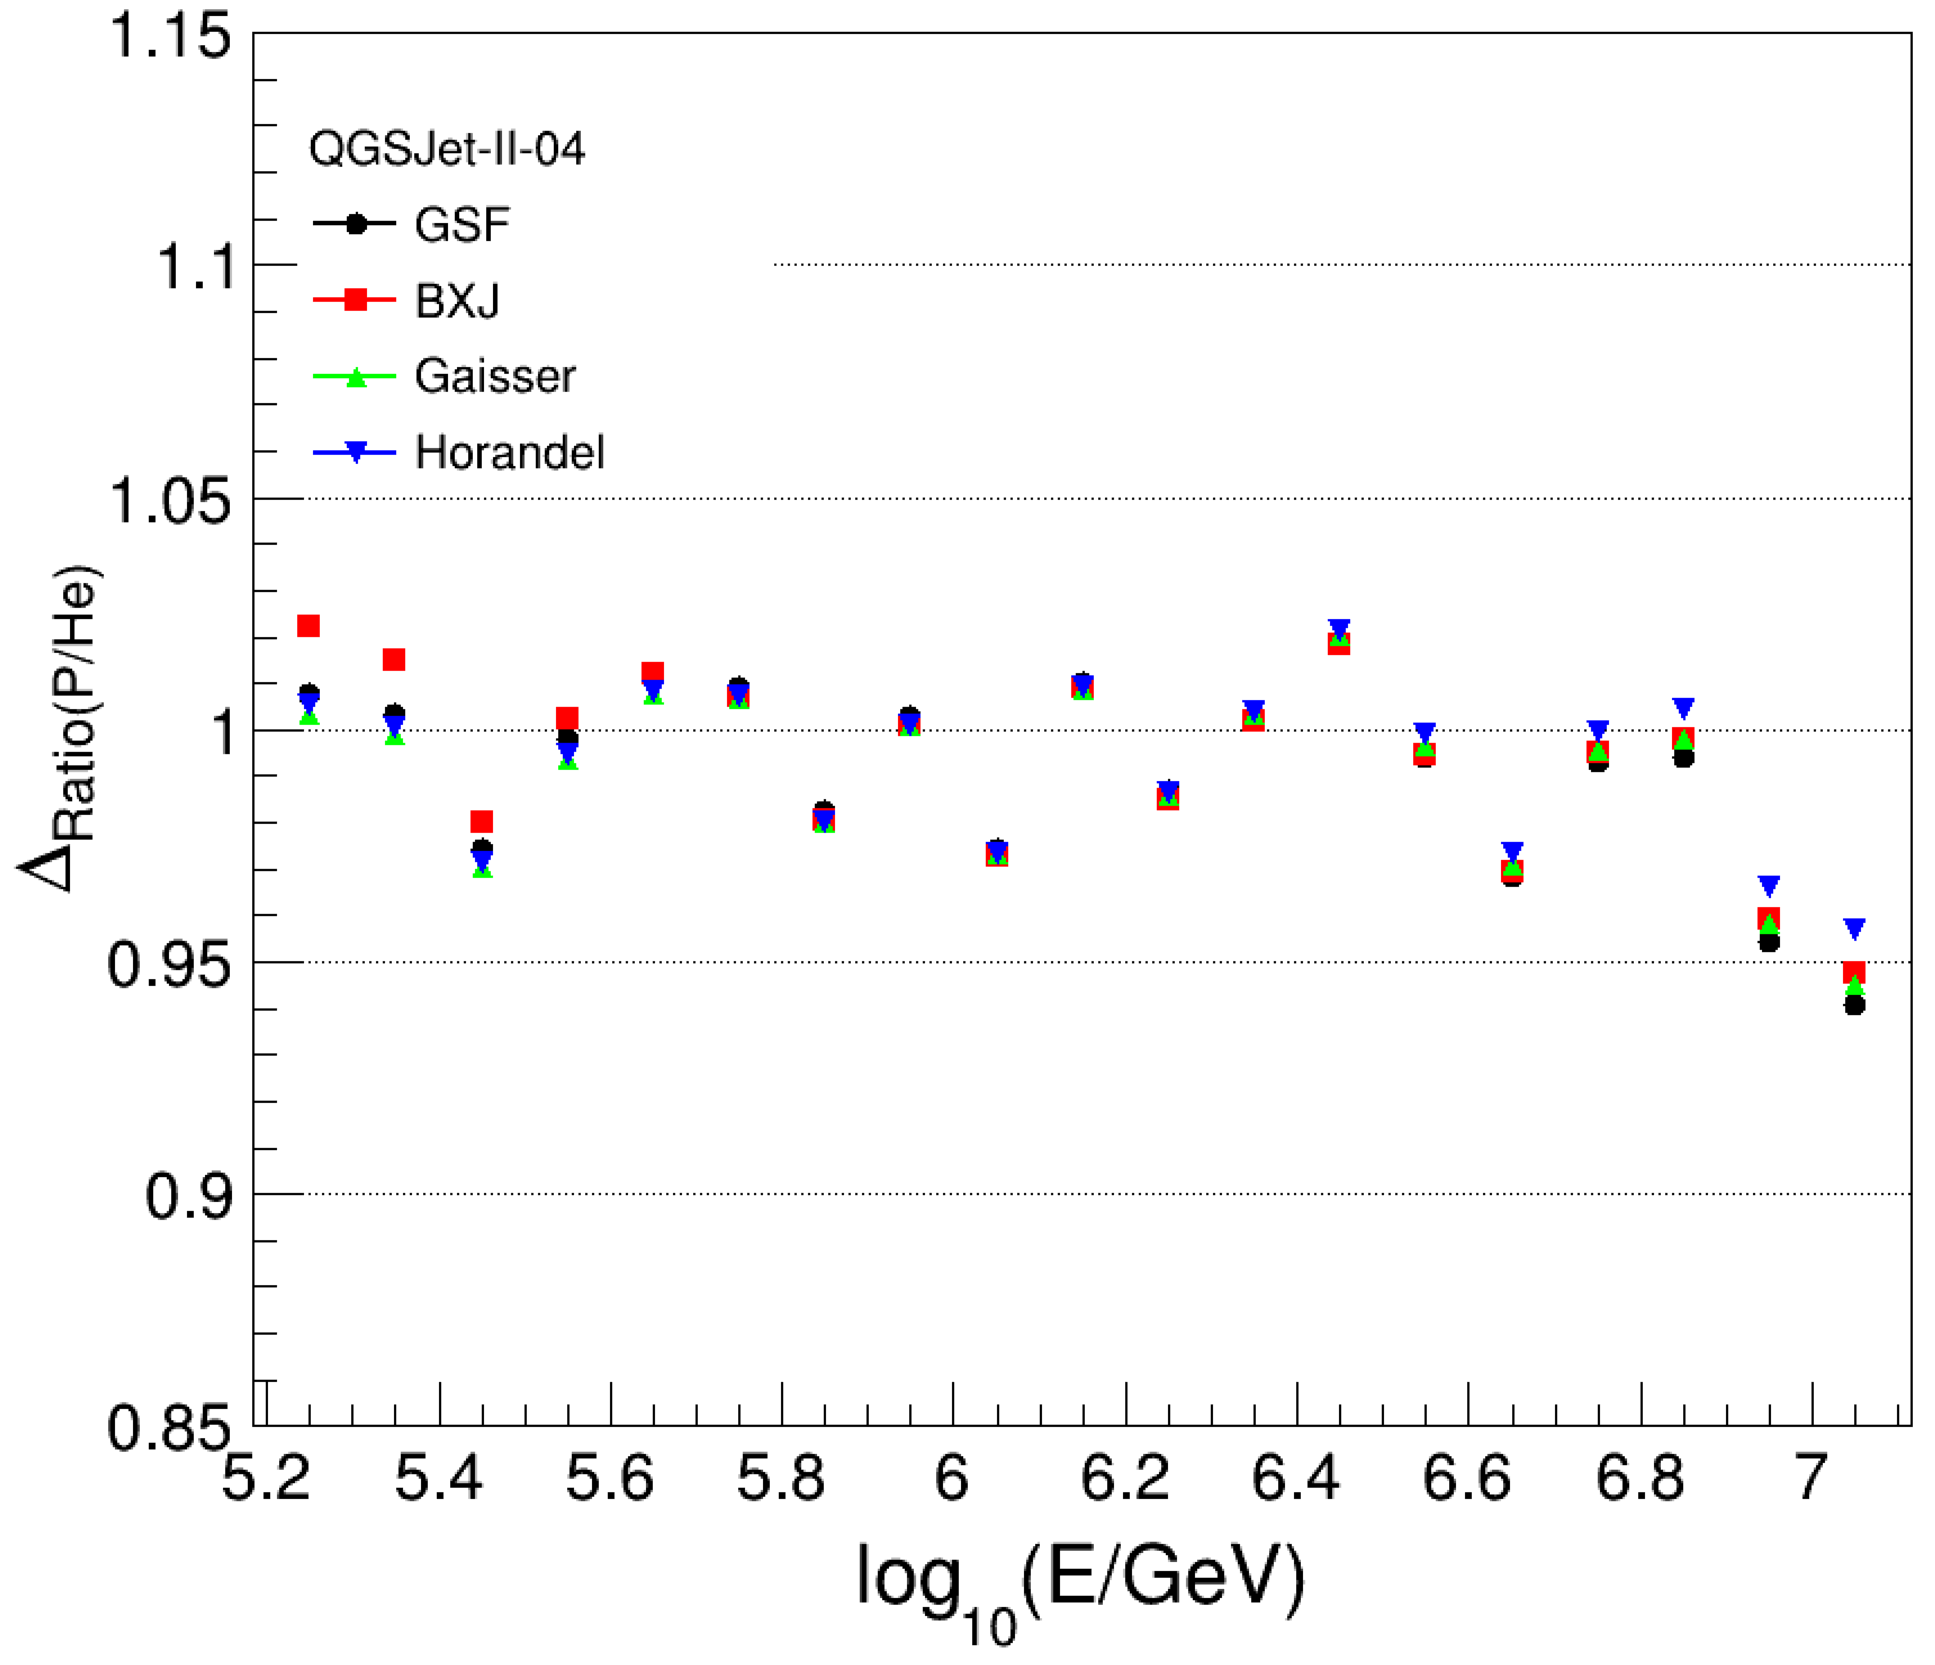 1.15
1.1
1.05
1
0.95
0.9
0.85
Δ Ratio(P/He)
QGSJet-II-04
GSF
BXJ
Gaisser
Horandel
5.2 5.4 5.6 5.8 6 6.2 6.4 6.6 6.8 7
log10(E/GeV)